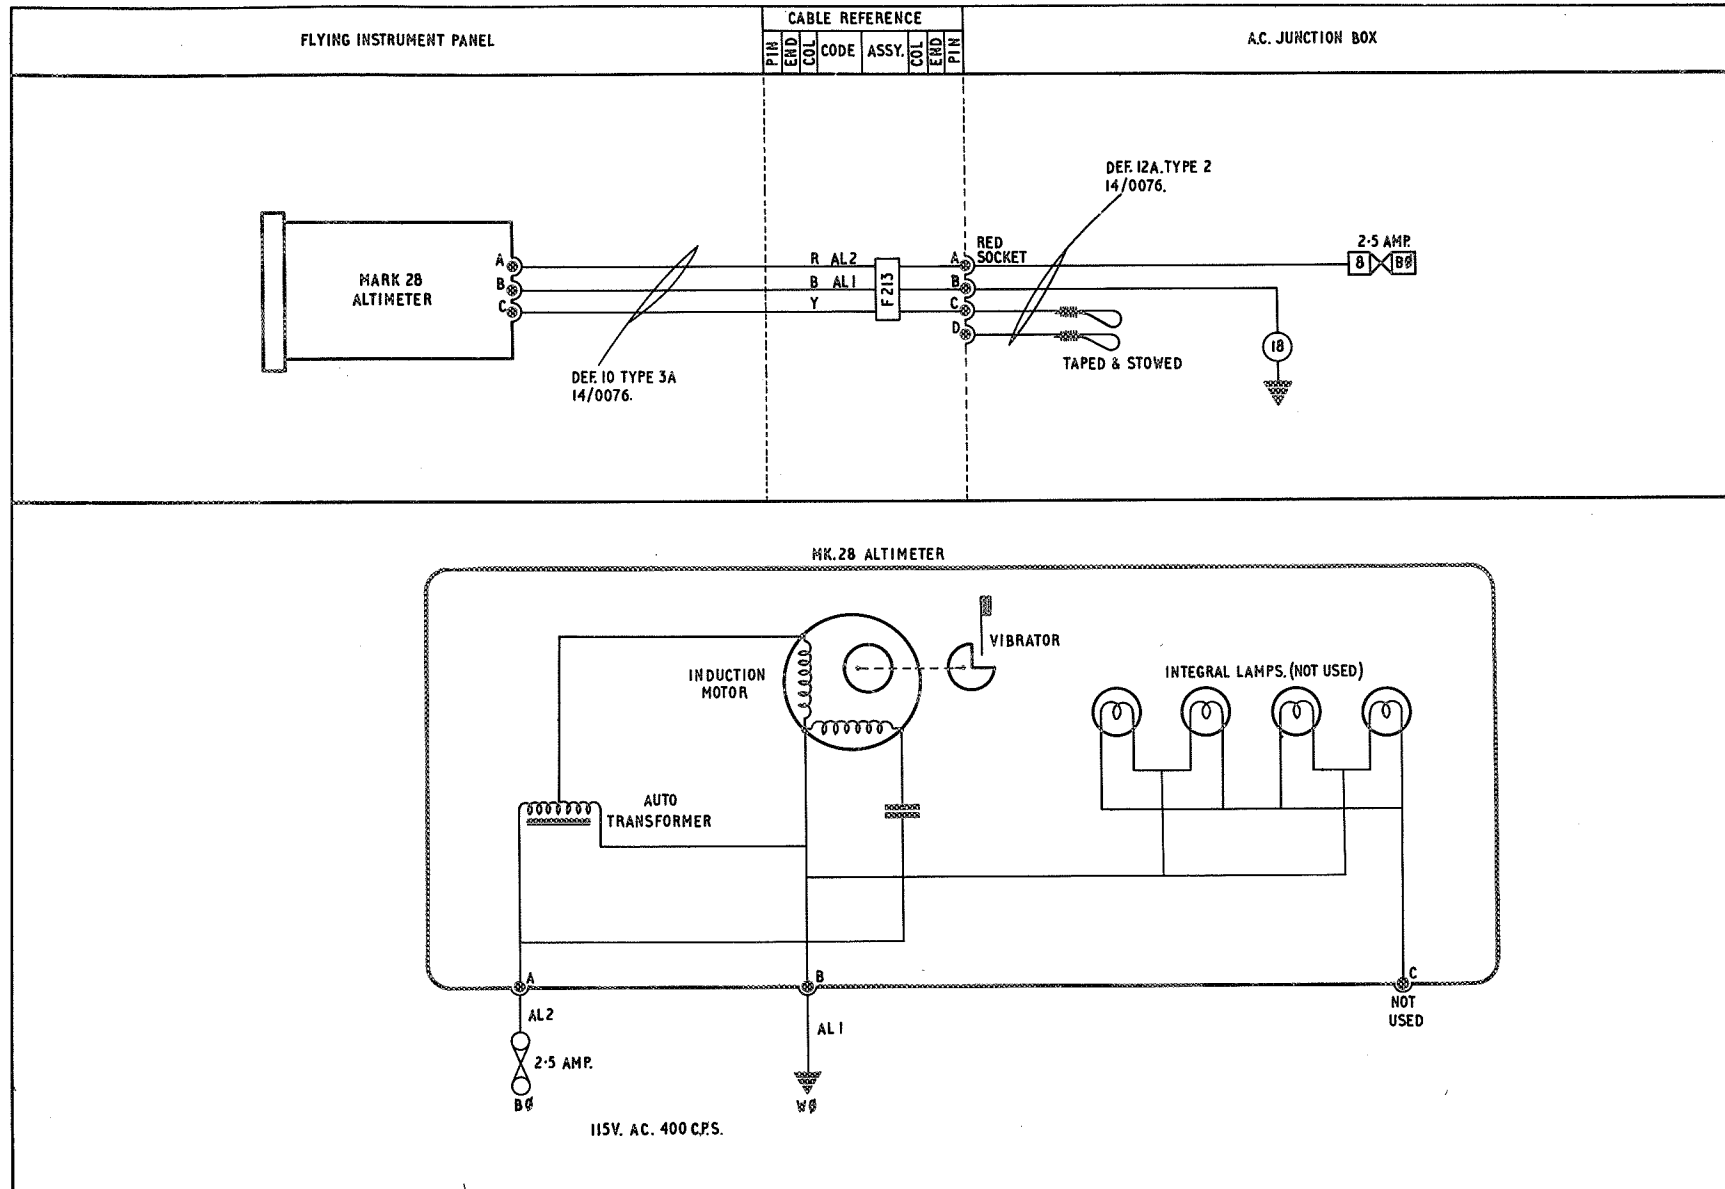 CABLE REFERENCE
FLYING INSTRUMENT PANEL
PIN END COL CODE ASSY. COL END PIN
A.C. JUNCTION BOX
DEF. 12A. TYPE 2
14/0076.
RED
SOCKET
2·5 AMP.
A R AL2 A 8 BØ
MARK 28
ALTIMETER
B B AL1 F213 B
C Y C
D
18
TAPED & STOWED
DEF. 10 TYPE 3A
14/0076.
MK. 28 ALTIMETER
VIBRATOR
INDUCTION
MOTOR
INTEGRAL LAMPS. (NOT USED)
AUTO
TRANSFORMER
A B C
NOT
USED
AL2
AL1
2·5 AMP.
BØ WØ
115V. AC. 400 C.P.S.